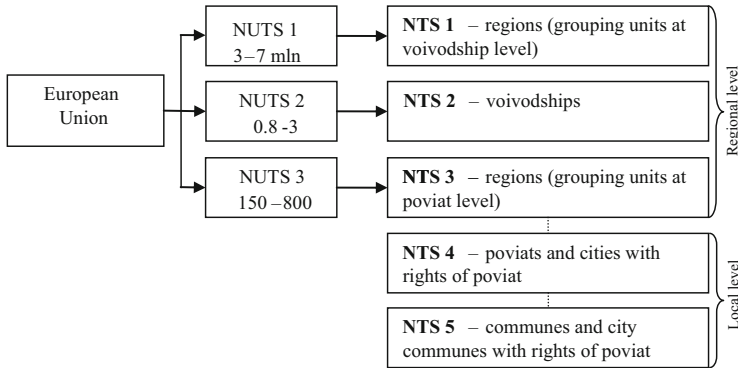 European
Union
NUTS 1
3–7 mln
NUTS 2
0.8 -3
NUTS 3
150 –800
NTS 1 – regions (grouping units at
voivodship level)
NTS 2 – voivodships
NTS 3 – regions (grouping units at
poviat level)
NTS 4 – poviats and cities with
rights of poviat
NTS 5 – communes and city
communes with rights of poviat
Regional level
Local level